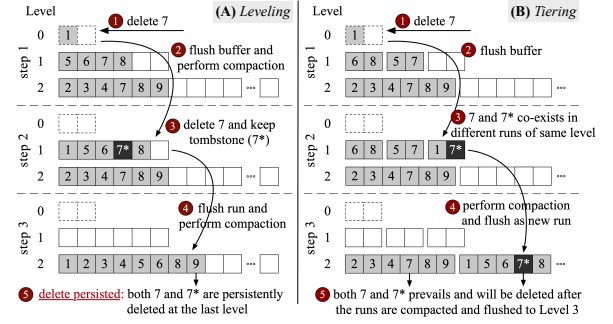 Level (A) Leveling
0 1 1 delete 7
step 1
2 flush buffer and
perform compaction
1 5 6 7 8
2 2 3 4 7 8 9 ...
step 2
0
3 delete 7 and keep
tombstone (7*)
1 1 5 6 7* 8
2 2 3 4 7 8 9 ...
step 3
0
4 flush run and
perform compaction
1
2 1 2 3 4 5 6 8 9 ...
5 delete persisted: both 7 and 7* are persistently
deleted at the last level
Level (B) Tiering
0 1 1 delete 7
step 1
2 flush buffer
1 6 8 5 7
2 2 3 4 7 8 9 ...
step 2
0
3 7 and 7* co-exists in
different runs of same level
1 6 8 5 7 1 7*
2 2 3 4 7 8 9 ...
step 3
0
4 perform compaction
and flush as new run
1
2 2 3 4 7 8 9 1 5 6 7* 8 ...
5 both 7 and 7* prevails and will be deleted after
the runs are compacted and flushed to Level 3